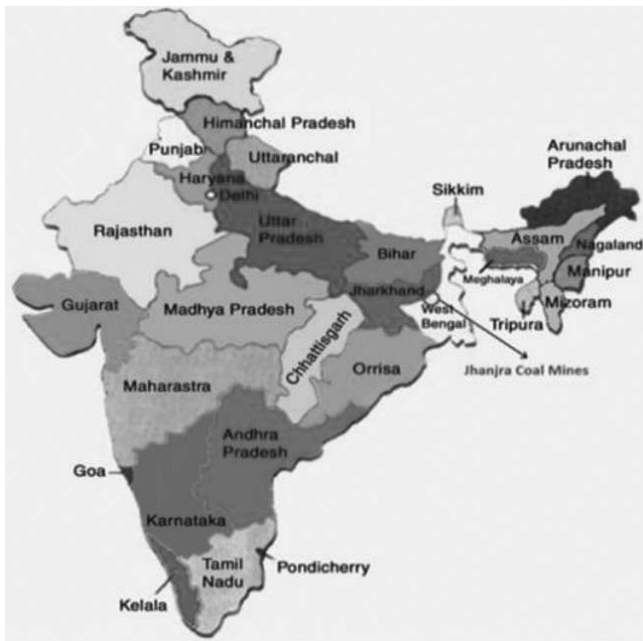 Jammu &
Kashmir
Himanchal Pradesh
Punjab
Uttaranchal
Haryana
Delhi
Arunachal
Pradesh
Sikkim
Rajasthan
Uttar
Pradesh
Assam
Nagaland
Bihar
Meghalaya
Manipur
Jharkhand
Gujarat
Madhya Pradesh
West
Bengal
Mizoram
Tripura
Chhattisgarh
Jhanjra Coal Mines
Orrisa
Maharastra
Andhra
Pradesh
Goa
Karnataka
Tamil
Nadu
Pondicherry
Kelala